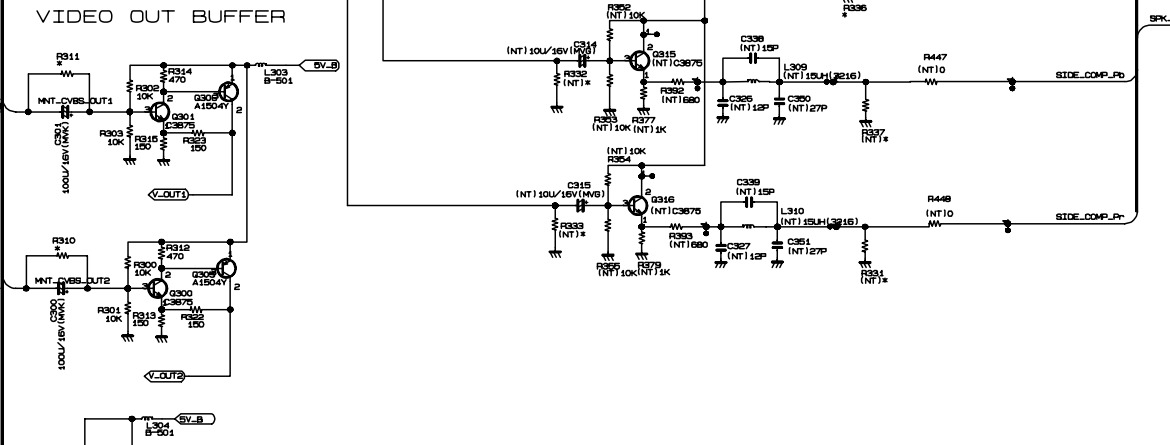 VIDEO OUT BUFFER
R311
*
R314
470
L303
B-501
5V_B
R302
10K
A1504Y
MNT_CVBS_OUT1
Q301
C3875
C301
100U/16V(MVK)
R303
10K
R315
150
R323
150
V_OUT1
R310
*
R312
470
R300
10K
A1504Y
MNT_CVBS_OUT2
Q300
C3875
C300
100U/16V(MVK)
R301
10K
R313
150
R322
150
V_OUT2
L304
B-501
5V_B
R352
(NT)10K
C314
(NT)10U/16V(MVG)
R332
(NT)*
Q315
(NT)C3875
R392
(NT)680
R353
(NT)10K
R377
(NT)1K
C338
(NT)15P
L309
(NT)15UH(3216)
C326
(NT)12P
C350
(NT)27P
R336
*
R337
(NT)*
R447
(NT)0
SIDE_COMP_Pb
SPK_
(NT)10K
R354
C315
(NT)10U/16V(MVG)
R333
(NT)*
Q316
(NT)C3875
R393
(NT)680
R355
(NT)10K
R379
(NT)1K
C339
(NT)15P
L310
(NT)15UH(3216)
C327
(NT)12P
C351
(NT)27P
R331
(NT)*
R448
(NT)0
SIDE_COMP_Pr